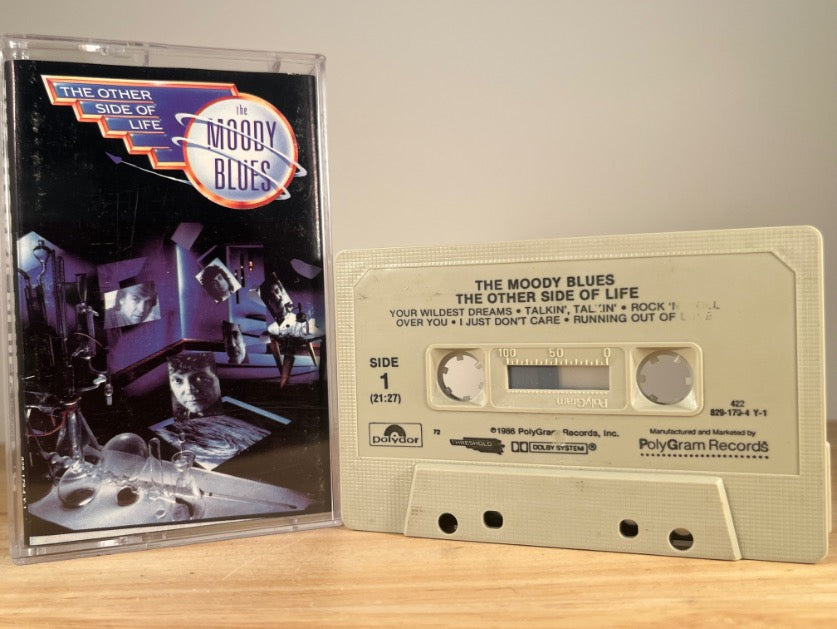 THE OTHER
SIDE OF
LIFE
the
MOODY
BLUES
THE MOODY BLUES
THE OTHER SIDE OF LIFE
YOUR WILDEST DREAMS • TALKIN', TALKIN' • ROCK 'N ROLL
OVER YOU • I JUST DON'T CARE • RUNNING OUT OF
SIDE
1
(21:27)
100 50 0
PolyGram
422
829-179-4 Y-1
polydor
72
©1986 PolyGram Records, Inc.
THRESHOLD
DOLBY SYSTEM ®
Manufactured and Marketed by
PolyGram Records